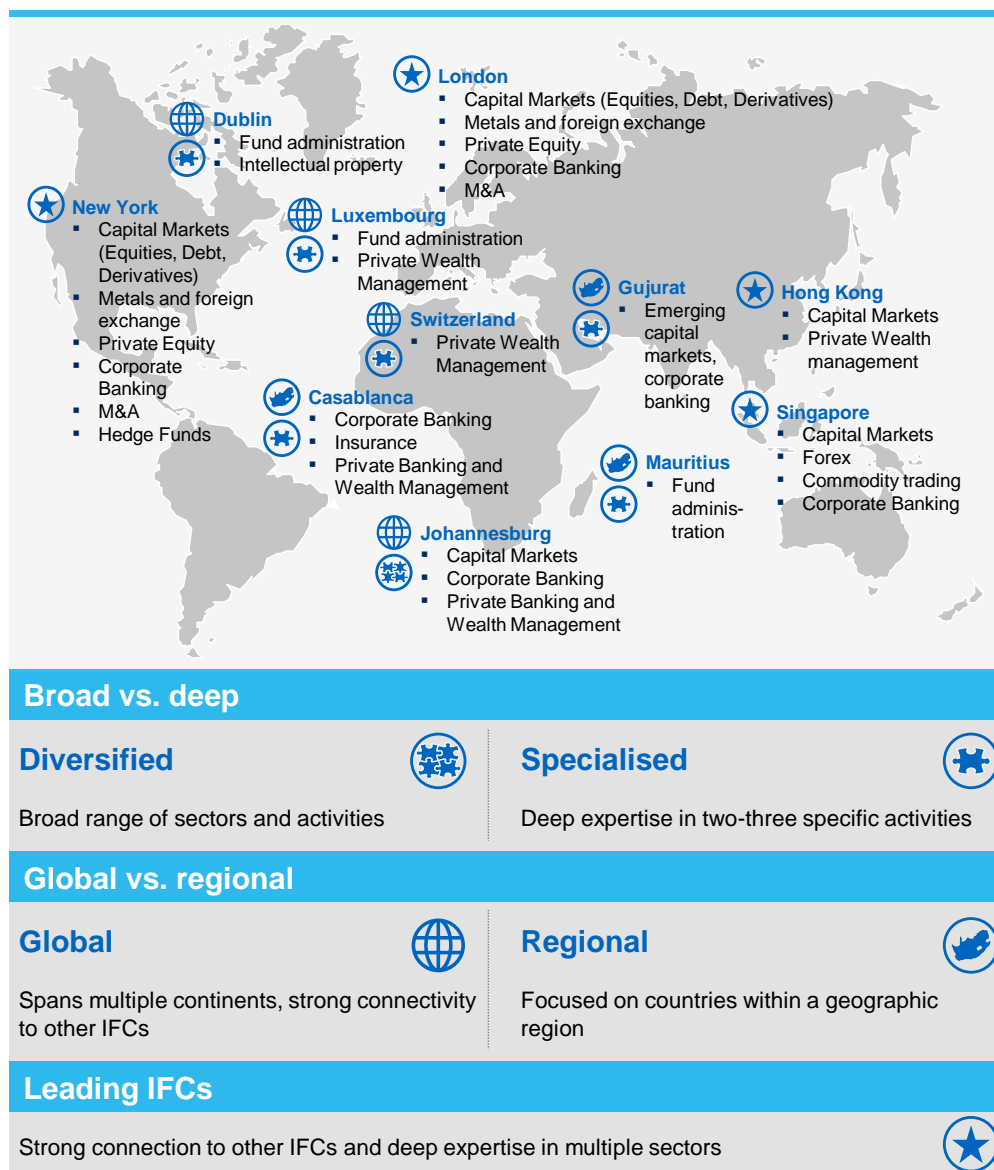 London
▪ Capital Markets (Equities, Debt, Derivatives)
▪ Metals and foreign exchange
▪ Private Equity
▪ Corporate Banking
▪ M&A
Dublin
▪ Fund administration
▪ Intellectual property
New York
▪ Capital Markets
(Equities, Debt,
Derivatives)
▪ Metals and foreign
exchange
▪ Private Equity
▪ Corporate
Banking
▪ M&A
▪ Hedge Funds
Luxembourg
▪ Fund administration
▪ Private Wealth
Management
Switzerland
▪ Private Wealth
Management
Gujurat
▪ Emerging
capital
markets,
corporate
banking
Hong Kong
▪ Capital Markets
▪ Private Wealth
management
Casablanca
▪ Corporate Banking
▪ Insurance
▪ Private Banking and
Wealth Management
Singapore
▪ Capital Markets
▪ Forex
▪ Commodity trading
▪ Corporate Banking
Mauritius
▪ Fund
adminis-
tration
Johannesburg
▪ Capital Markets
▪ Corporate Banking
▪ Private Banking and
Wealth Management
Broad vs. deep
Diversified
Broad range of sectors and activities
Specialised
Deep expertise in two-three specific activities
Global vs. regional
Global
Spans multiple continents, strong connectivity
to other IFCs
Regional
Focused on countries within a geographic
region
Leading IFCs
Strong connection to other IFCs and deep expertise in multiple sectors